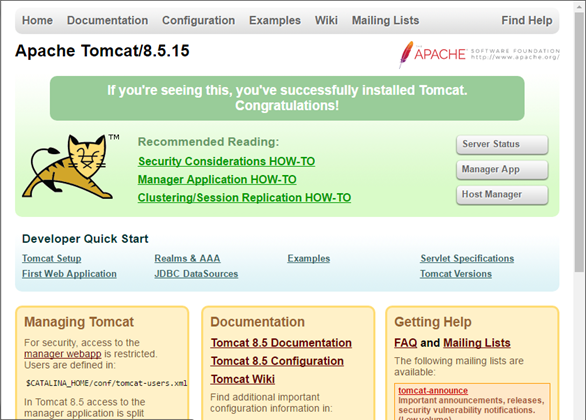 Home Documentation Configuration Examples Wiki Mailing Lists Find Help
Apache Tomcat/8.5.15
APACHE SOFTWARE FOUNDATION
http://www.apache.org/
If you're seeing this, you've successfully installed Tomcat.
Congratulations!
TM
Recommended Reading:
Security Considerations HOW-TO
Manager Application HOW-TO
Clustering/Session Replication HOW-TO
Server Status
Manager App
Host Manager
Developer Quick Start
Tomcat Setup
First Web Application
Realms & AAA
JDBC DataSources
Examples
Servlet Specifications
Tomcat Versions
Managing Tomcat
For security, access to the
manager webapp is restricted.
Users are defined in:
$CATALINA_HOME/conf/tomcat-users.xml
In Tomcat 8.5 access to the
manager application is split
Documentation
Tomcat 8.5 Documentation
Tomcat 8.5 Configuration
Tomcat Wiki
Find additional important
configuration information in:
Getting Help
FAQ and Mailing Lists
The following mailing lists are
available:
tomcat-announce
Important announcements, releases,
security vulnerability notifications.
(Low volume)